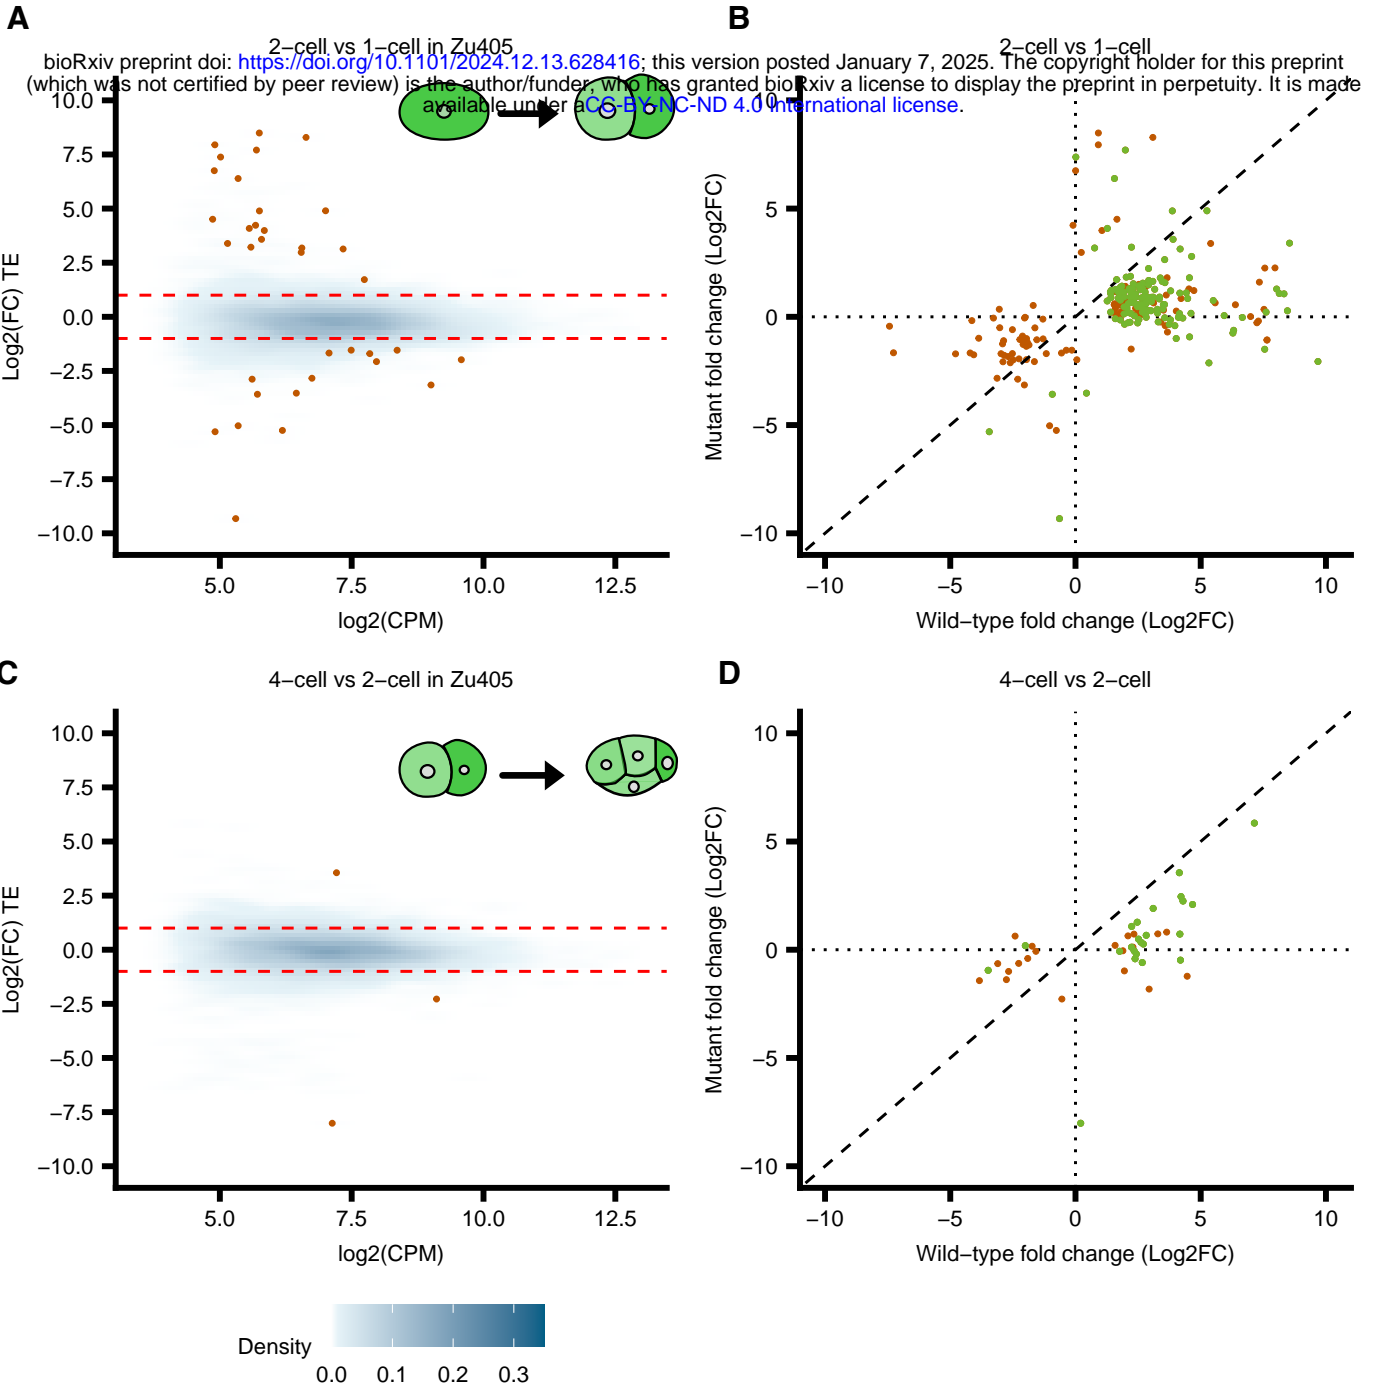 A
B
2−cell vs 1−cell in Zu405
2−cell vs 1−cell
bioRxiv preprint doi: https://doi.org/10.1101/2024.12.13.628416; this version posted January 7, 2025. The copyright holder for this preprint
(which was not certified by peer review) is the author/funder, who has granted bioRxiv a license to display the preprint in perpetuity. It is made
available under aCC-BY-NC-ND 4.0 International license.
10.0
7.5
5.0
2.5
0.0
−2.5
−5.0
−7.5
−10.0
Log2(FC) TE
5.0 7.5 10.0 12.5
log2(CPM)
10
5
0
−5
−10
Mutant fold change (Log2FC)
−10 −5 0 5 10
Wild−type fold change (Log2FC)
C
D
4−cell vs 2−cell in Zu405
4−cell vs 2−cell
10.0
7.5
5.0
2.5
0.0
−2.5
−5.0
−7.5
−10.0
Log2(FC) TE
5.0 7.5 10.0 12.5
log2(CPM)
10
5
0
−5
−10
Mutant fold change (Log2FC)
−10 −5 0 5 10
Wild−type fold change (Log2FC)
Density
0.0 0.1 0.2 0.3